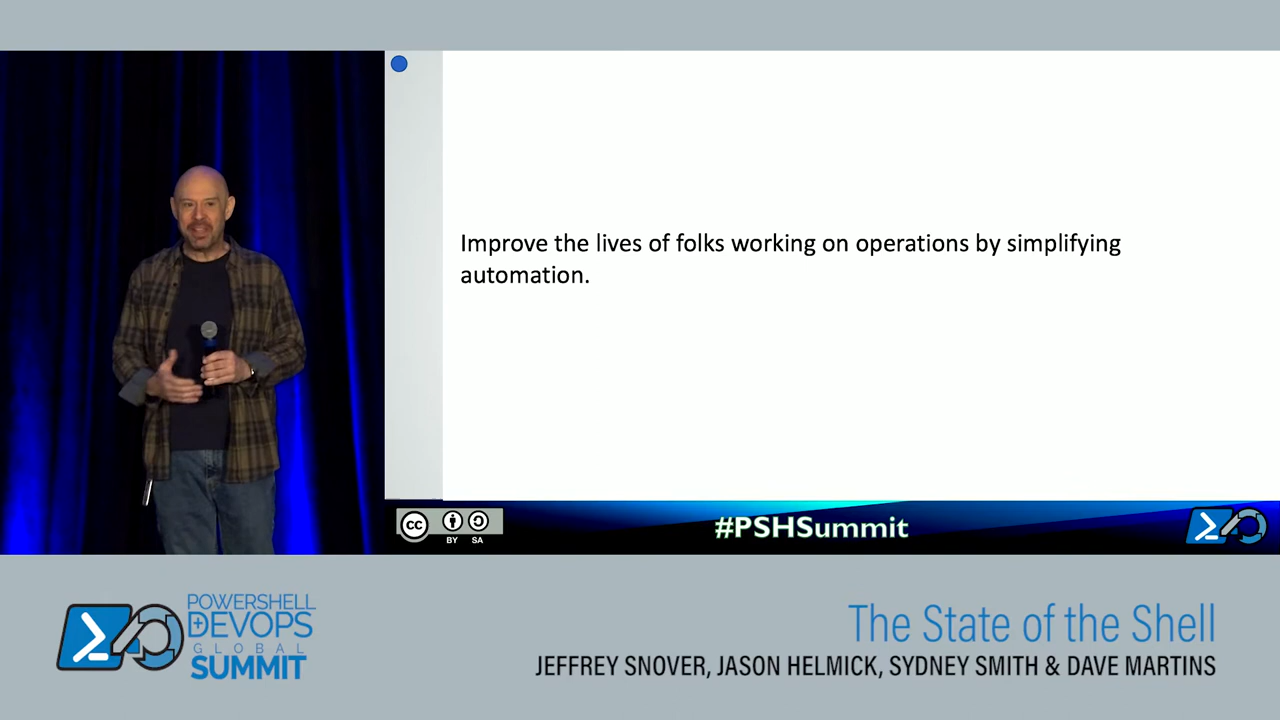 Improve the lives of folks working on operations by simplifying
automation.
cc
BY SA
#PSHSummit
POWERSHELL
DEVOPS
GLOBAL
SUMMIT
The State of the Shell
JEFFREY SNOVER, JASON HELMICK, SYDNEY SMITH & DAVE MARTINS